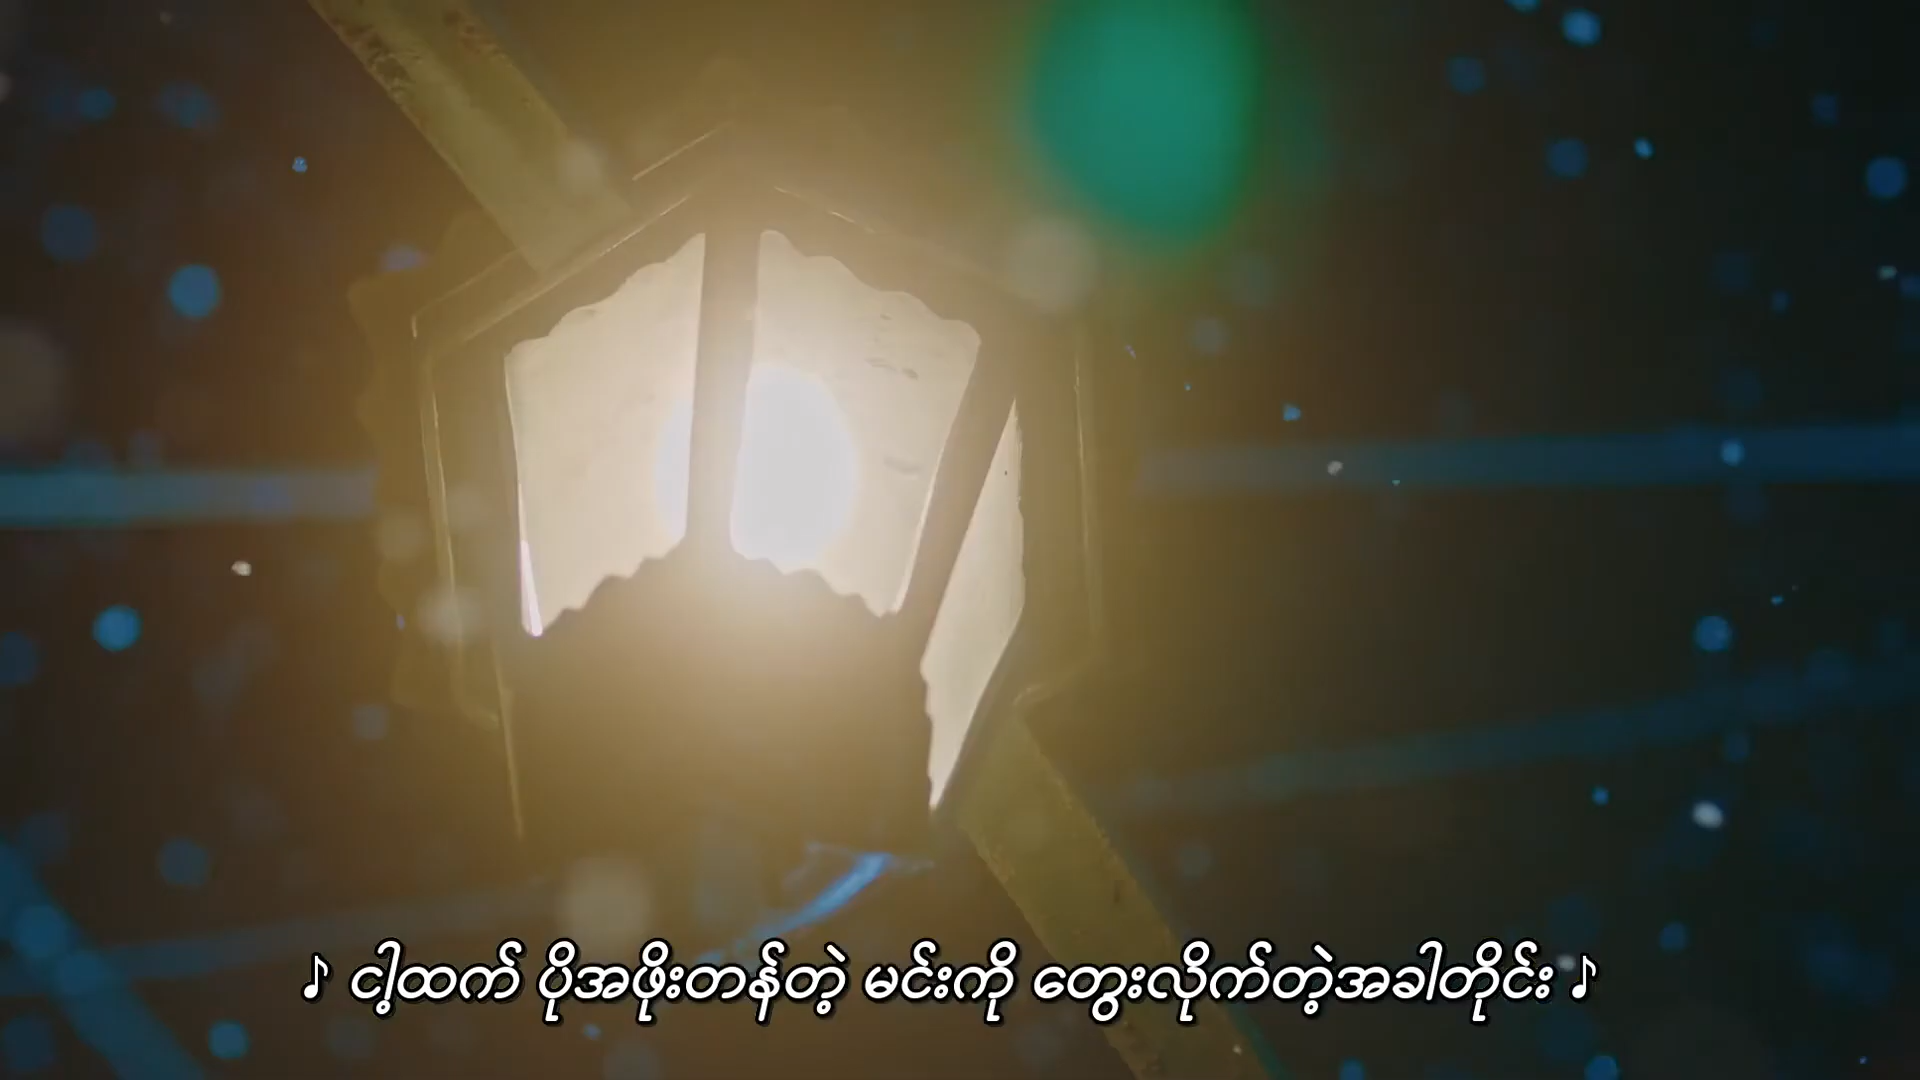 ♪ ငါ့ထက် ပိုအဖိုးတန်တဲ့ မင်းကို တွေးလိုက်တဲ့အခါတိုင်း ♪